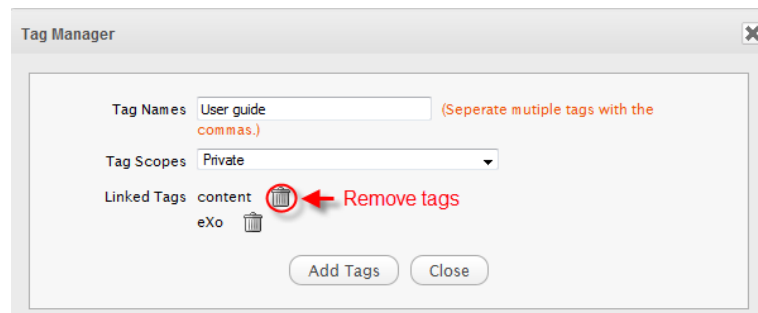 Tag Manager
Tag Names User guide (Seperate mutiple tags with the
commas.)
Tag Scopes Private
Linked Tags content Remove tags
eXo
Add Tags Close